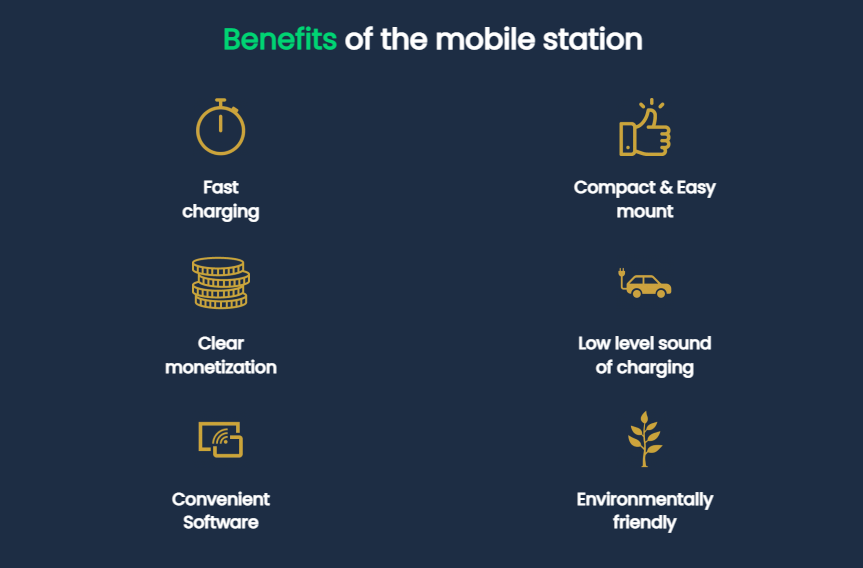 Benefits of the mobile station
Fast
charging
Compact & Easy
mount
Clear
monetization
Low level sound
of charging
Convenient
Software
Environmentally
friendly